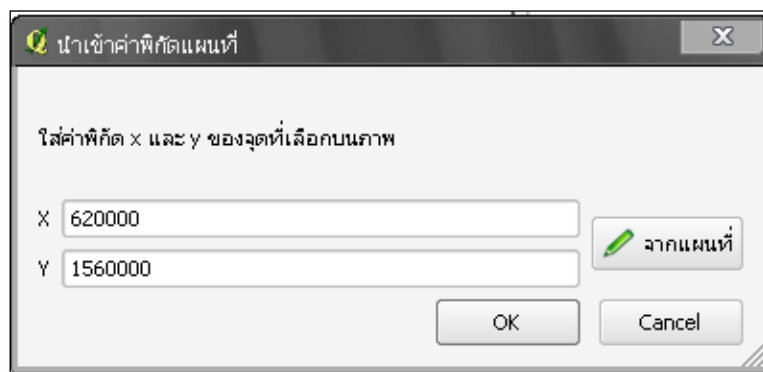 นำเข้าค่าพิกัดแผนที่
ใส่ค่าพิกัด x และ y ของจุดที่เลือกบนภาพ
X 620000
Y 1560000
จากแผนที่
OK Cancel